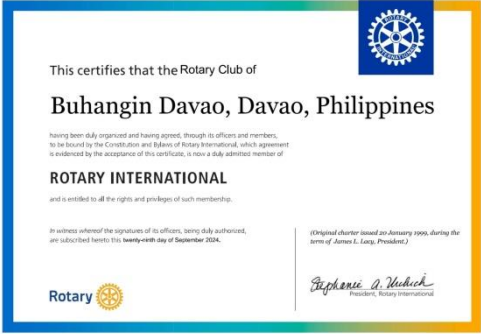 ROTARY
INTERNATIONAL
This certifies that the Rotary Club of
Buhangin Davao, Davao, Philippines
having been duly organized and having agreed, through its officers and members,
to be bound by the Constitution and Bylaws of Rotary International, which agreement
is evidenced by the acceptance of this certificate, is now a duly admitted member of
ROTARY INTERNATIONAL
and is entitled to all the rights and privileges of such membership.
In witness whereof the signatures of its officers, being duly authorized,
are subscribed hereto this twenty-ninth day of September 2024.
(Original charter issued 20 January 1999, during the
term of James L. Lacy, President.)
Stephanie A. Urchick
President, Rotary International
Rotary